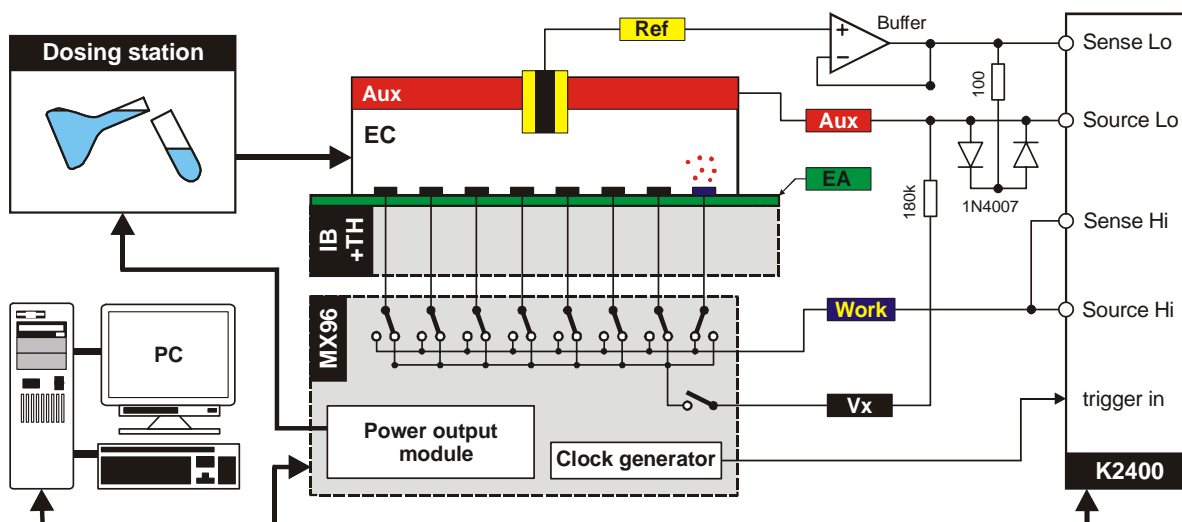 Dosing station
Ref
Buffer
Sense Lo
Aux
EC
100
Aux
Source Lo
EA
180k
1N4007
IB
+TH
Sense Hi
MX96
Work
Source Hi
PC
Vx
trigger in
Power output
module
Clock generator
K2400